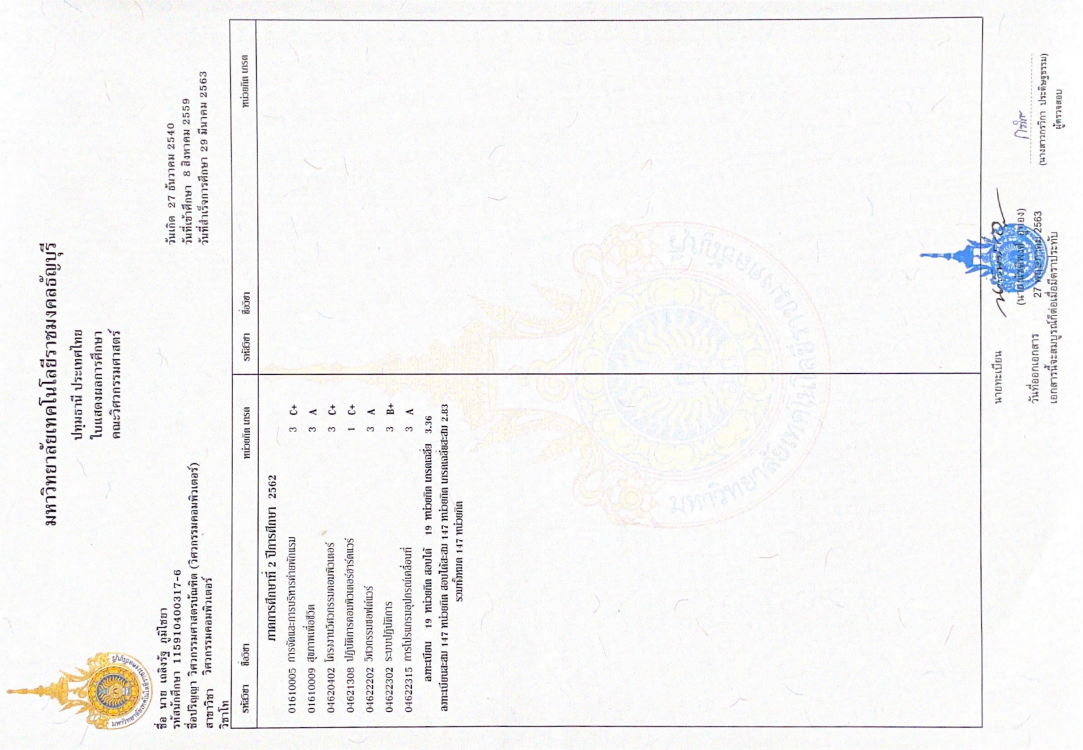 มหาวิทยาลัยเทคโนโลยีราชมงคลธัญบุรี
ปทุมธานี ประเทศไทย
ใบแสดงผลการศึกษา
คณะวิศวกรรมศาสตร์
ชื่อ นาย เถลิงรัฐ ภูมิไชยา
รหัสนักศึกษา 115910400317-6
ชื่อปริญญา วิศวกรรมศาสตรบัณฑิต (วิศวกรรมคอมพิวเตอร์)
สาขาวิชา วิศวกรรมคอมพิวเตอร์
วิชาโท
วันเกิด 27 ธันวาคม 2540
วันที่เข้าศึกษา 8 สิงหาคม 2559
วันที่สำเร็จการศึกษา 29 มีนาคม 2563
รหัสวิชา ชื่อวิชา หน่วยกิต เกรด รหัสวิชา ชื่อวิชา หน่วยกิต เกรด
ภาคการศึกษาที่ 2 ปีการศึกษา 2562
01610005 การจัดและการบริหารค่ายพักแรม 3 C+
01610009 สุขภาพเพื่อชีวิต 3 A
04620402 โครงงานวิศวกรรมคอมพิวเตอร์ 3 C+
04621308 ปฏิบัติการคอมพิวเตอร์ฮาร์ดแวร์ 1 C+
04622202 วิศวกรรมซอฟต์แวร์ 3 A
04622302 ระบบปฏิบัติการ 3 B+
04622315 การโปรแกรมอุปกรณ์เคลื่อนที่ 3 A
ลงทะเบียน 19 หน่วยกิต สอบได้ 19 หน่วยกิต เกรดเฉลี่ย 3.36
ลงทะเบียนสะสม 147 หน่วยกิต สอบได้สะสม 147 หน่วยกิต เกรดเฉลี่ยสะสม 2.83
รวมทั้งหมด 147 หน่วยกิต
มหาวิทยาลัยเทคโนโลยีราชมงคลธัญบุรี
นายทะเบียน
วันที่ออกเอกสาร 27 พฤษภาคม 2563
เอกสารนี้จะสมบูรณ์ก็ต่อเมื่อมีตราประทับ
(นางสาวกรวิกา ประดิษฐธรรม)
ผู้ตรวจสอบ